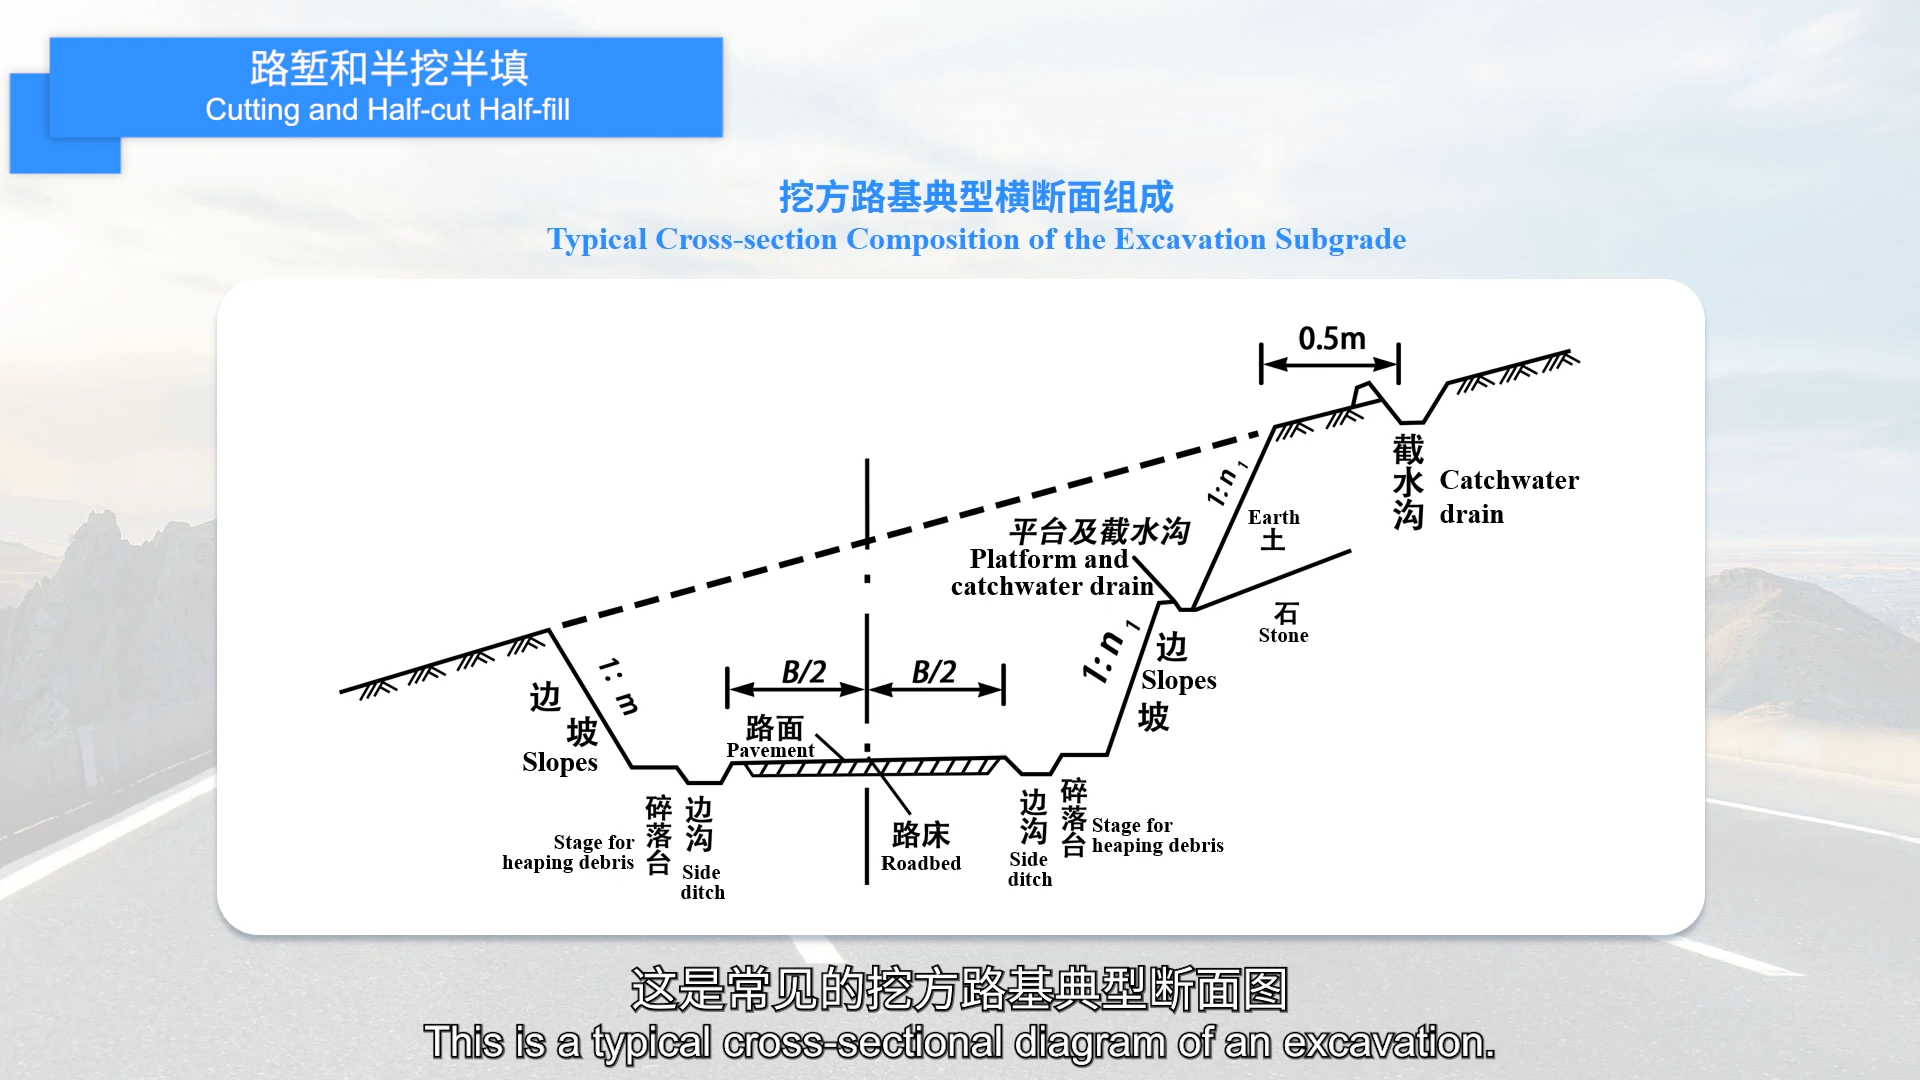 路堑和半挖半填
Cutting and Half-cut Half-fill
挖方路基典型横断面组成
Typical Cross-section Composition of the Excavation Subgrade
0.5m
截水沟
Catchwater
drain
1:n1
Earth
土
平台及截水沟
Platform and
catchwater drain
石
Stone
1:n1
边
Slopes
坡
1:m
边
坡
Slopes
B/2
B/2
路面
Pavement
路床
Roadbed
碎落台
Stage for
heaping debris
边沟
Side
ditch
边沟
Side
ditch
碎落台
Stage for
heaping debris
这是常见的挖方路基典型断面图
This is a typical cross-sectional diagram of an excavation.